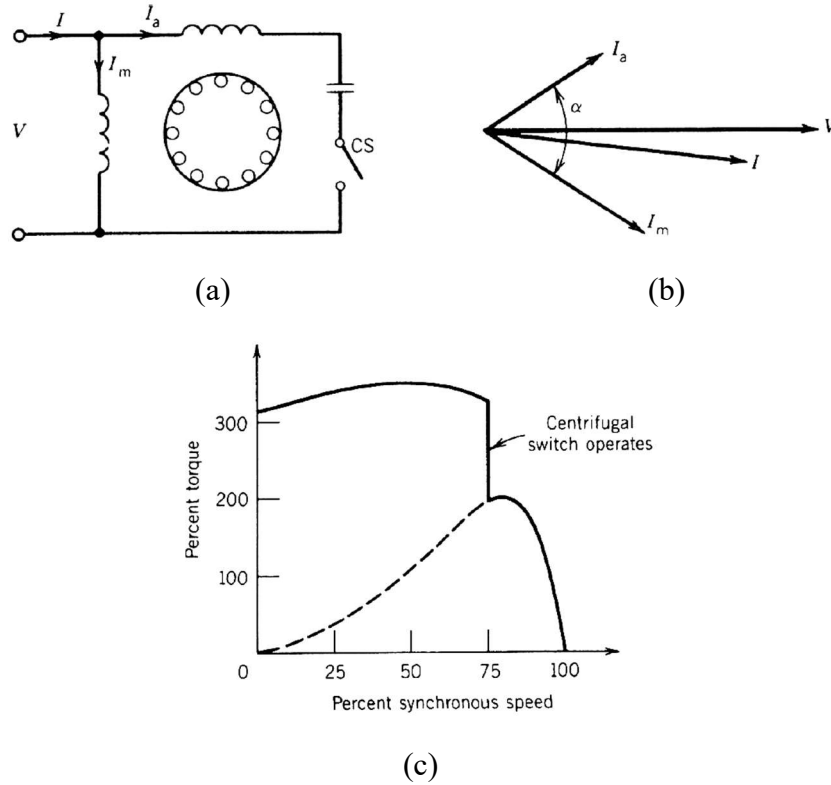 I
I_a
I_m
V
CS
(a)
I_a
α
V
I
I_m
(b)
Percent torque
300
200
100
0
Centrifugal
switch operates
25 50 75 100
Percent synchronous speed
(c)